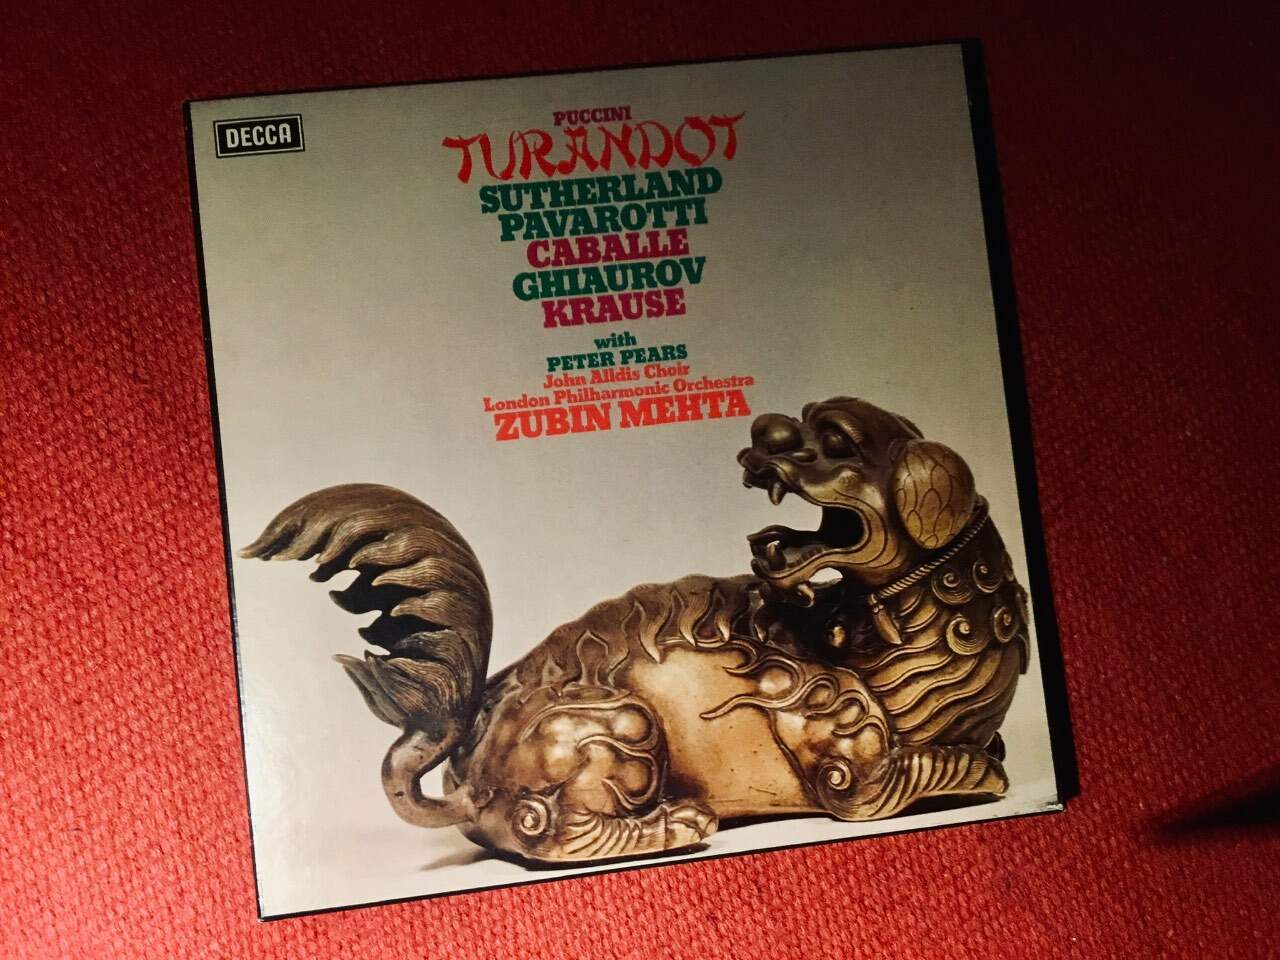 DECCA
PUCCINI
TURANDOT
SUTHERLAND
PAVAROTTI
CABALLE
GHIAUROV
KRAUSE
with
PETER PEARS
John Alldis Choir
London Philharmonic Orchestra
ZUBIN MEHTA